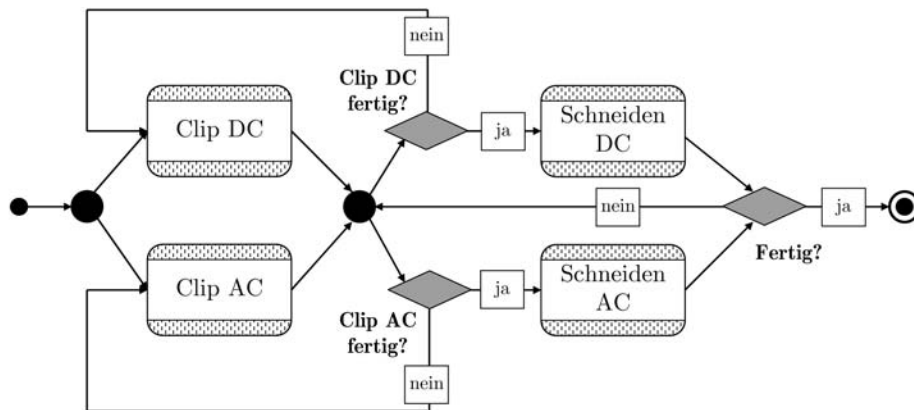 nein
Clip DC
fertig?
Clip DC
ja
Schneiden
DC
nein
ja
Fertig?
Clip AC
ja
Schneiden
AC
Clip AC
fertig?
nein